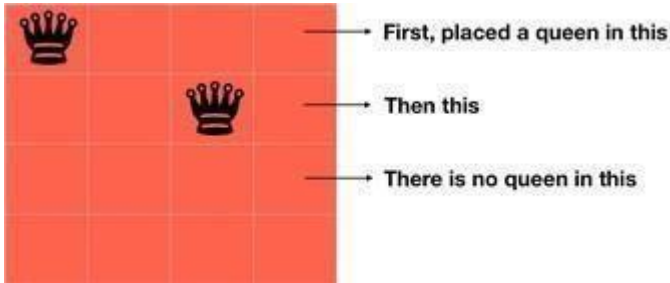 First, placed a queen in this
Then this
There is no queen in this